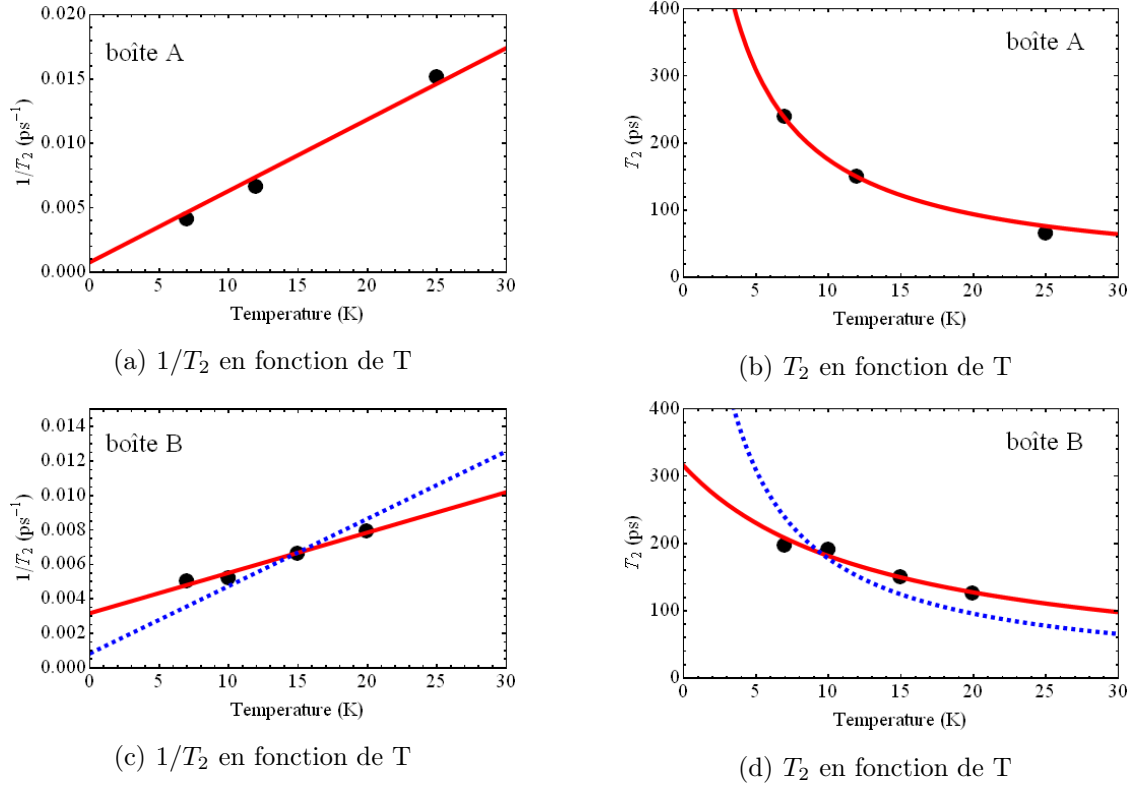 0.020
0.015
0.010
0.005
0.000
1/T₂ (ps⁻¹)
boîte A
0 5 10 15 20 25 30
Temperature (K)
(a) 1/T₂ en fonction de T
400
300
200
100
0
T₂ (ps)
boîte A
0 5 10 15 20 25 30
Temperature (K)
(b) T₂ en fonction de T
0.014
0.012
0.010
0.008
0.006
0.004
0.002
0.000
1/T₂ (ps⁻¹)
boîte B
0 5 10 15 20 25 30
Temperature (K)
(c) 1/T₂ en fonction de T
400
300
200
100
0
T₂ (ps)
boîte B
0 5 10 15 20 25 30
Temperature (K)
(d) T₂ en fonction de T